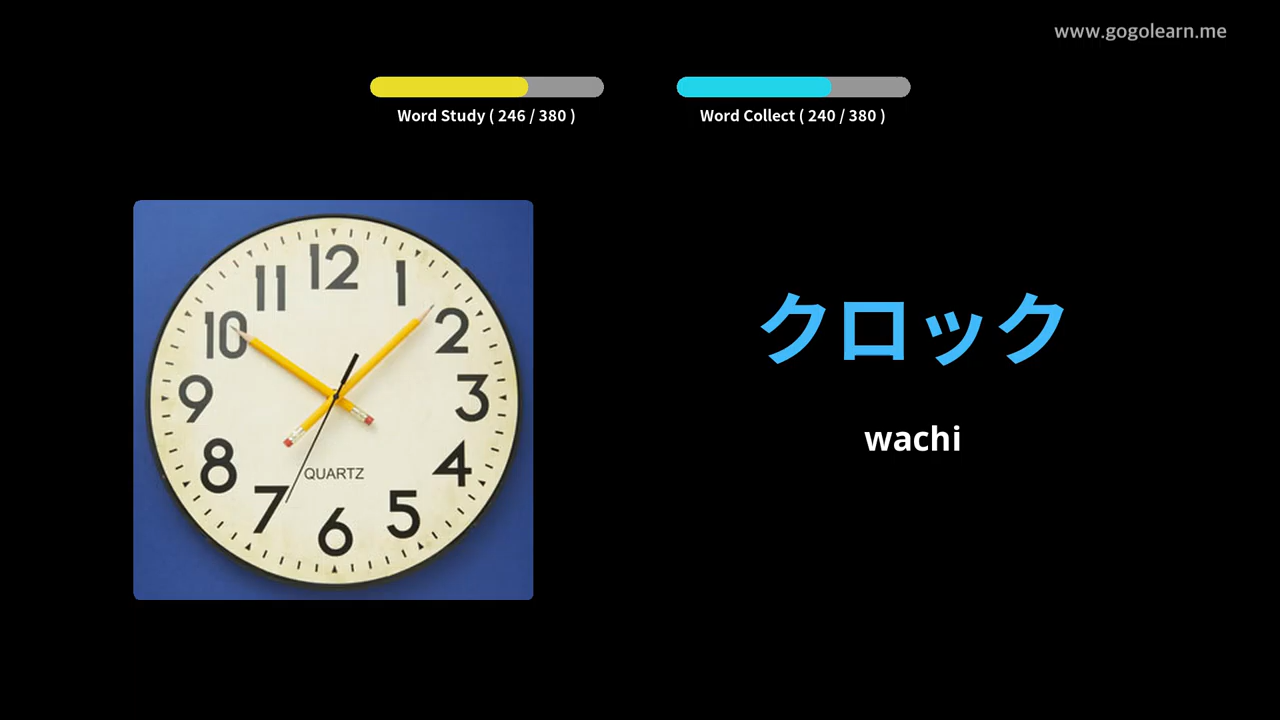 www.gogolearn.me
Word Study ( 246 / 380 )
Word Collect ( 240 / 380 )
12
11
1
10
2
9
3
8
4
QUARTZ
7
5
6
クロック
wachi